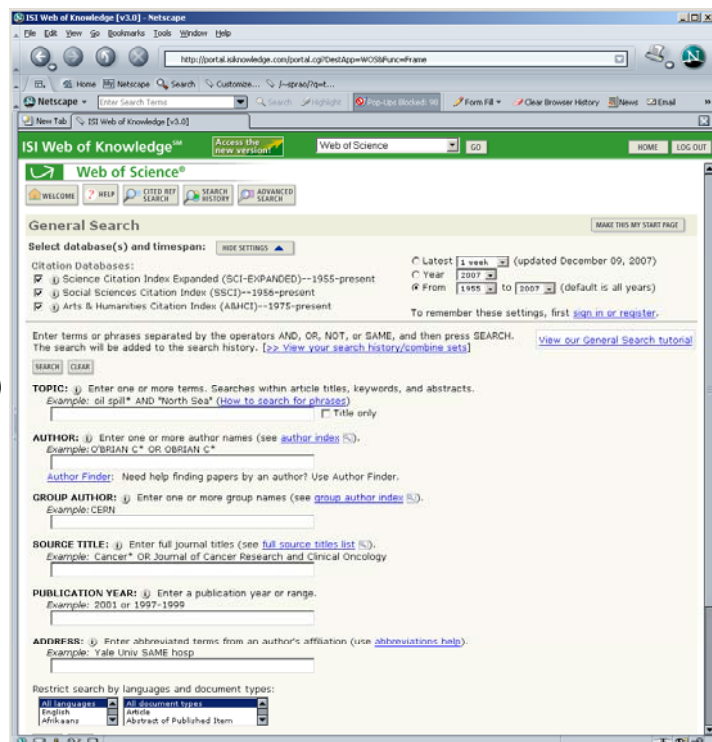 ISI Web of Knowledge [v3.0] - Netscape
File Edit View Go Bookmarks Tools Window Help
http://portal.isiknowledge.com/portal.cgi?DestApp=WOS&Func=Frame
Home Netscape Search Customize... /~sprao/?q=t...
Netscape Enter Search Terms Search Highlight Pop-Ups Blocked: 90 Form Fill Clear Browser History News Email »
New Tab ISI Web of Knowledge [v3.0]
ISI Web of Knowledge℠ Access the new version! Web of Science GO HOME LOG OUT
Web of Science®
WELCOME ? HELP CITED REF SEARCH SEARCH HISTORY ADVANCED SEARCH
General Search MAKE THIS MY START PAGE
Select database(s) and timespan: HIDE SETTINGS
Citation Databases:
Science Citation Index Expanded (SCI-EXPANDED)--1955-present
Social Sciences Citation Index (SSCI)--1956-present
Arts & Humanities Citation Index (A&HCI)--1975-present
Latest 1 week (updated December 09, 2007)
Year 2007
From 1955 to 2007 (default is all years)
To remember these settings, first sign in or register.
Enter terms or phrases separated by the operators AND, OR, NOT, or SAME, and then press SEARCH.
The search will be added to the search history. [>> View your search history/combine sets]
View our General Search tutorial
SEARCH CLEAR
TOPIC: Enter one or more terms. Searches within article titles, keywords, and abstracts.
Example: oil spill* AND "North Sea" (How to search for phrases)
Title only
AUTHOR: Enter one or more author names (see author index).
Example: O'BRIAN C* OR OBRIAN C*
Author Finder: Need help finding papers by an author? Use Author Finder.
GROUP AUTHOR: Enter one or more group names (see group author index).
Example: CERN
SOURCE TITLE: Enter full journal titles (see full source titles list).
Example: Cancer* OR Journal of Cancer Research and Clinical Oncology
PUBLICATION YEAR: Enter a publication year or range.
Example: 2001 or 1997-1999
ADDRESS: Enter abbreviated terms from an author's affiliation (use abbreviations help).
Example: Yale Univ SAME hosp
Restrict search by languages and document types:
All languages All document types
English Article
Afrikaans Abstract of Published Item